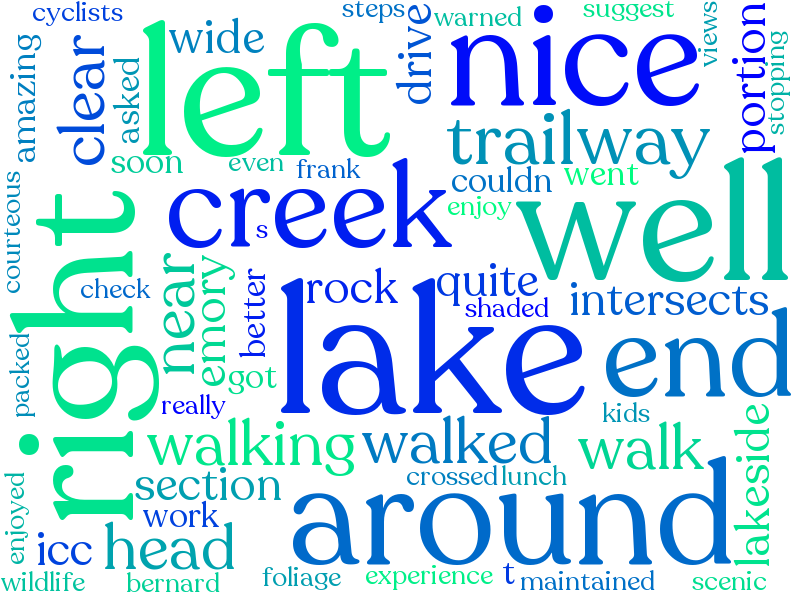 cyclists
steps
warned
suggest
views
amazing
clear
asked
wide
left
drive
nice
portion
stopping
trailway
soon
even
frank
couldn
went
courteous
right
creek
s
enjoy
well
check
near
emory
better
rock
quite
shaded
intersects
packed
got
lake
end
really
kids
walking
walked
walk
lakeside
enjoyed
section
crossed
lunch
around
work
icc
head
wildlife
bernard
foliage
experience
t
maintained
scenic